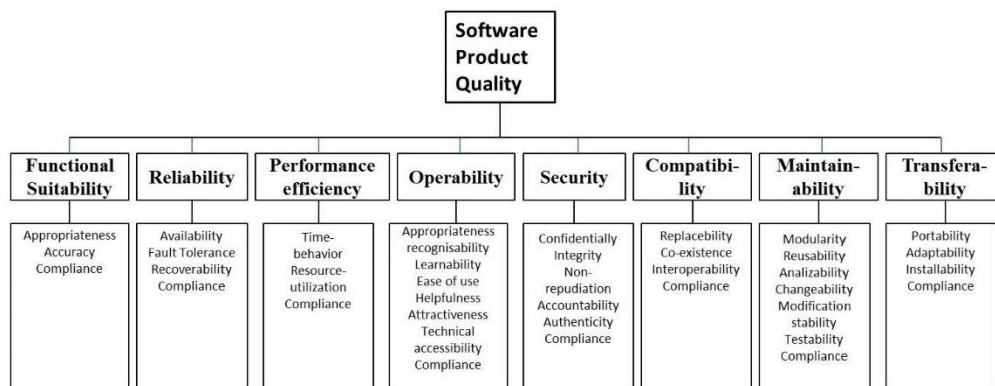 Software
Product
Quality
Functional
Suitability
Reliability
Performance
efficiency
Operability
Security
Compatibi-
lity
Maintain-
ability
Transfera-
bility
Appropriateness
Accuracy
Compliance
Availability
Fault Tolerance
Recoverability
Compliance
Time-
behavior
Resource-
utilization
Compliance
Appropriateness
recognisability
Learnability
Ease of use
Helpfulness
Attractiveness
Technical
accessibility
Compliance
Confidentially
Integrity
Non-
repudiation
Accountability
Authenticity
Compliance
Replacebility
Co-existence
Interoperability
Compliance
Modularity
Reusability
Analizability
Changeability
Modification
stability
Testability
Compliance
Portability
Adaptability
Installability
Compliance